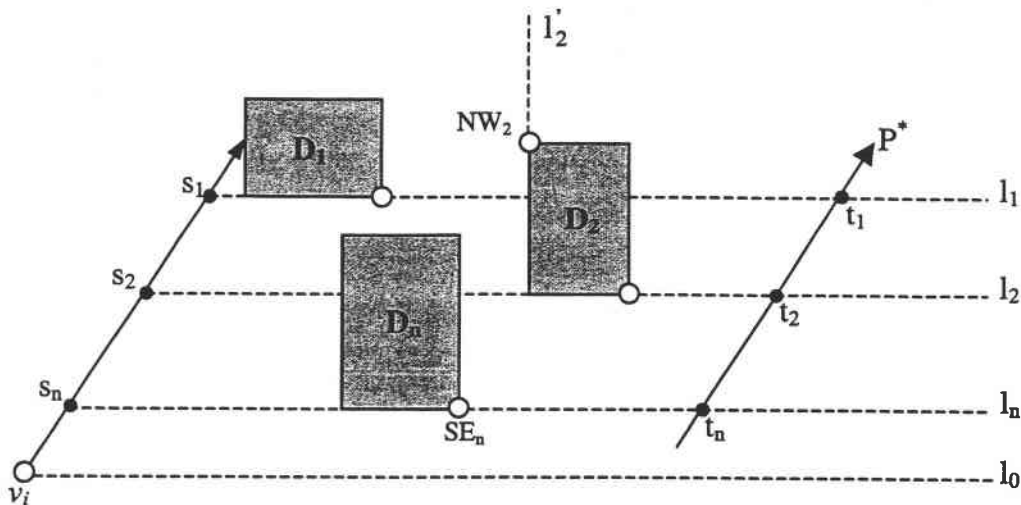 l'₂
NW₂
P*
D₁
s₁
l₁
t₁
D₂
s₂
l₂
t₂
Dₙ
sₙ
lₙ
tₙ
SEₙ
l₀
vᵢ